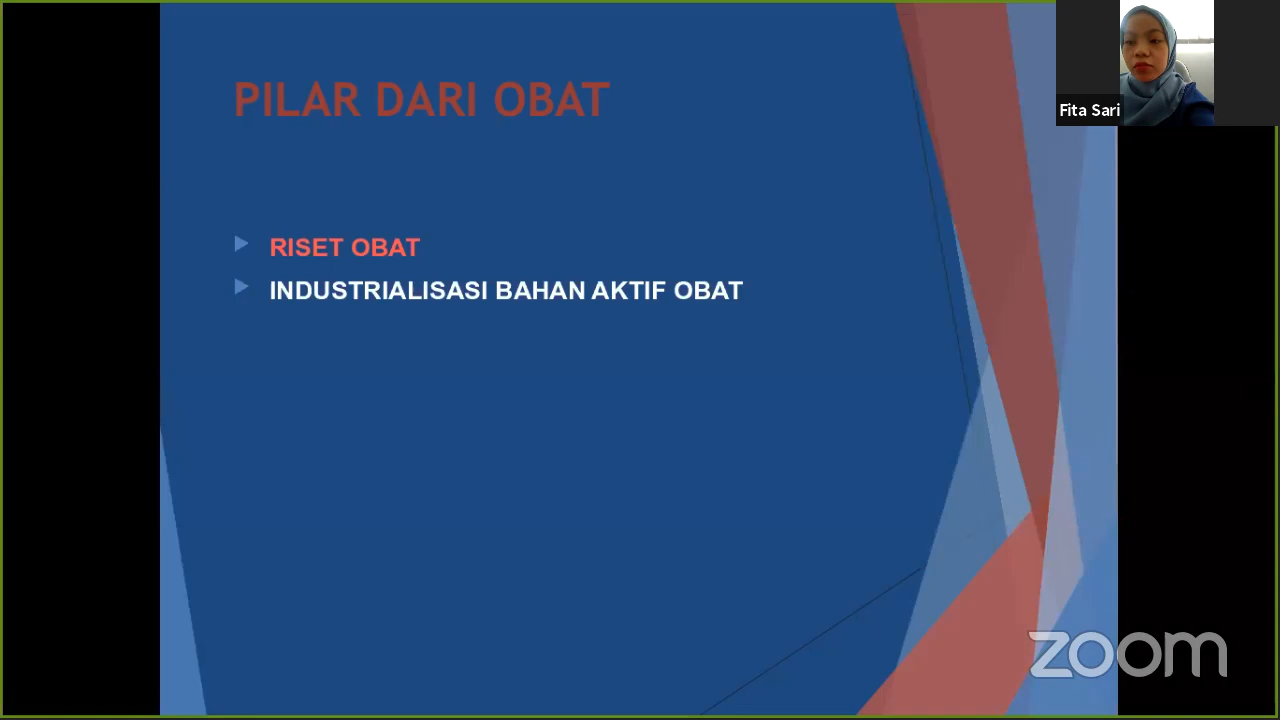 PILAR DARI OBAT
Fita Sari
RISET OBAT
INDUSTRIALISASI BAHAN AKTIF OBAT
zoom